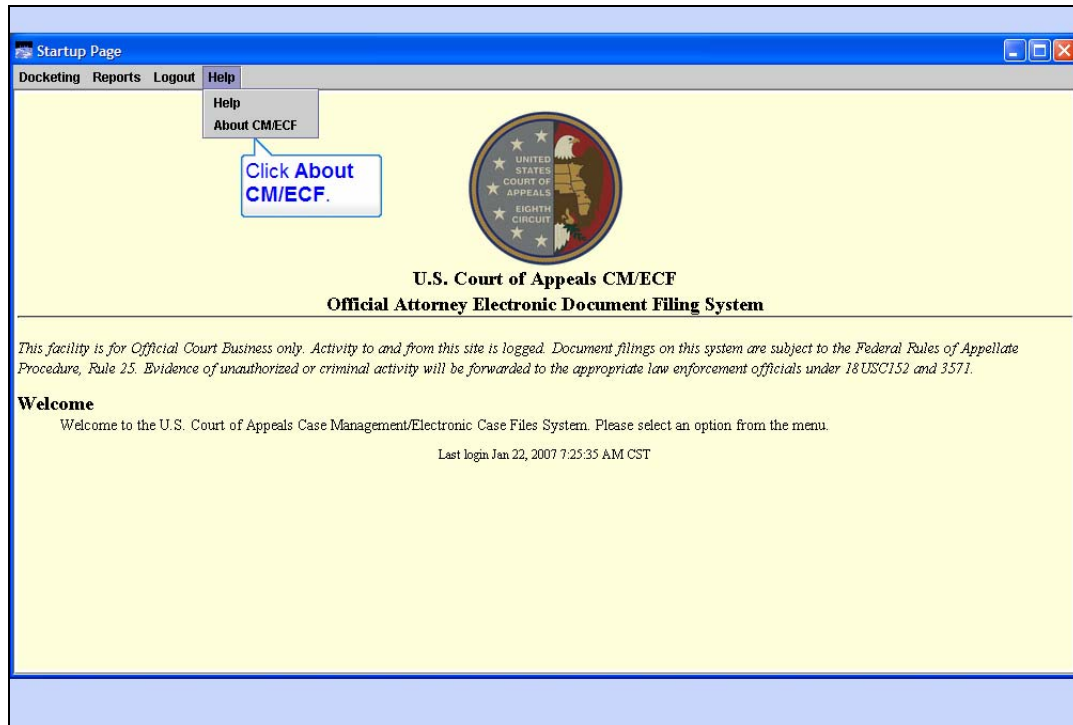 Startup Page
Docketing Reports Logout Help
Help
About CM/ECF
Click About
CM/ECF.
UNITED
STATES
COURT OF
APPEALS
EIGHTH
CIRCUIT
U.S. Court of Appeals CM/ECF
Official Attorney Electronic Document Filing System
This facility is for Official Court Business only. Activity to and from this site is logged. Document filings on this system are subject to the Federal Rules of Appellate
Procedure, Rule 25. Evidence of unauthorized or criminal activity will be forwarded to the appropriate law enforcement officials under 18USC152 and 3571.
Welcome
Welcome to the U.S. Court of Appeals Case Management/Electronic Case Files System. Please select an option from the menu.
Last login Jan 22, 2007 7:25:35 AM CST